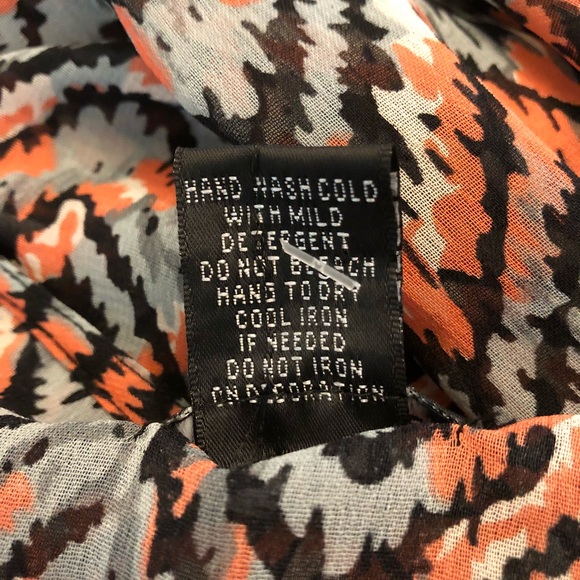 HAND WASH COLD
WITH MILD
DETERGENT
DO NOT BLEACH
HANG TO DRY
COOL IRON
IF NEEDED
DO NOT IRON
ON DECORATION